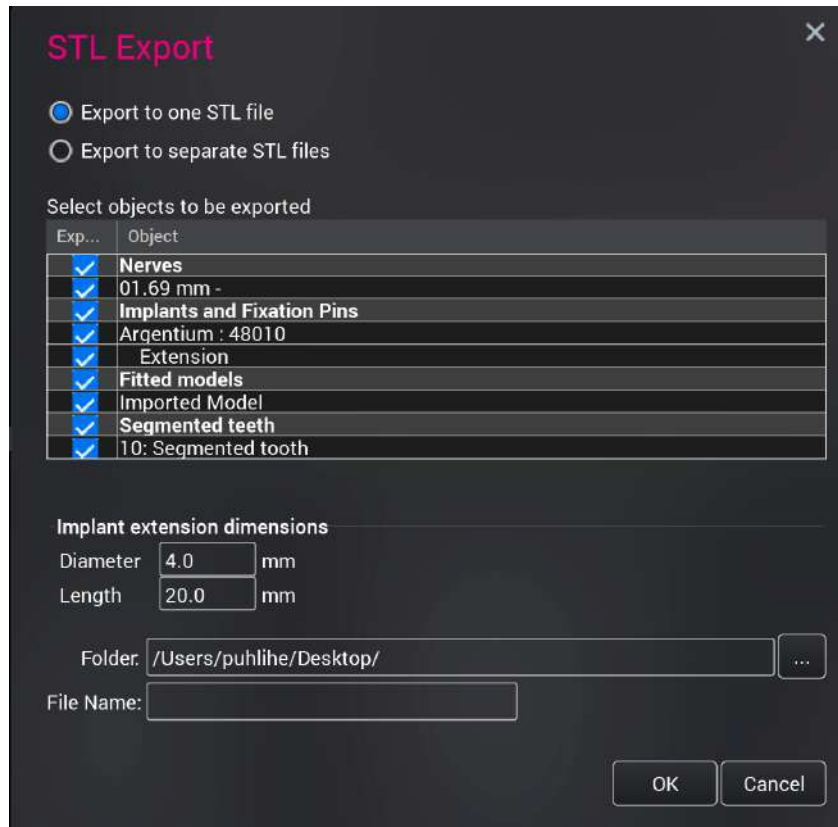 STL Export
Export to one STL file
Export to separate STL files
Select objects to be exported
Exp... Object
Nerves
01.69 mm -
Implants and Fixation Pins
Argentium : 48010
Extension
Fitted models
Imported Model
Segmented teeth
10: Segmented tooth
Implant extension dimensions
Diameter 4.0 mm
Length 20.0 mm
Folder: /Users/puhlihe/Desktop/ ...
File Name:
OK Cancel